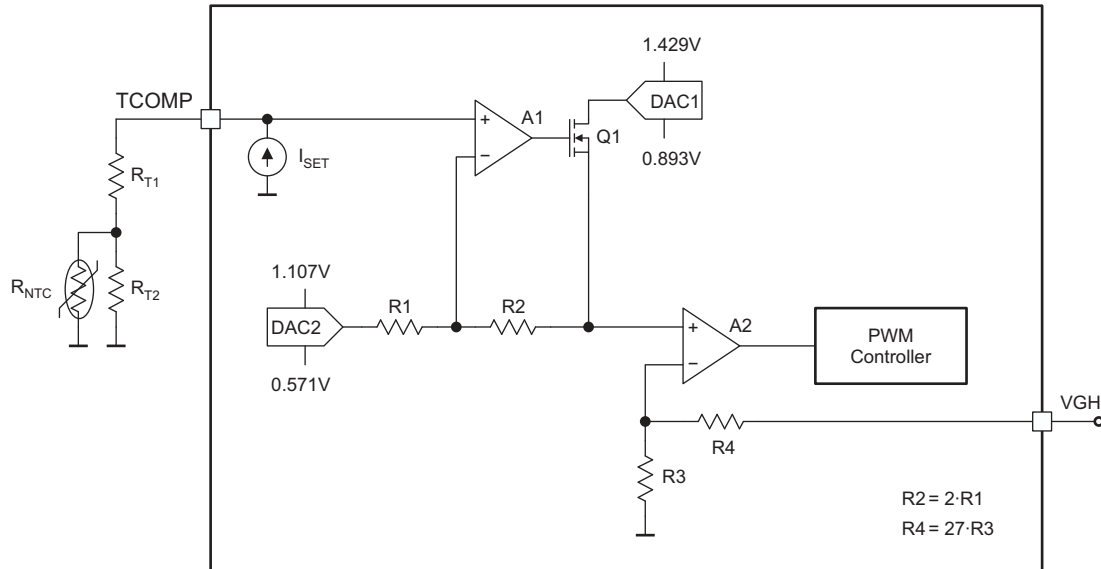 1.429V
TCOMP
A1
DAC1
+
Q1
−
0.893V
I_SET
R_T1
R_NTC
R_T2
1.107V
R1
R2
DAC2
A2
+
PWM
Controller
−
0.571V
VGH
R4
R3
R2 = 2·R1
R4 = 27·R3